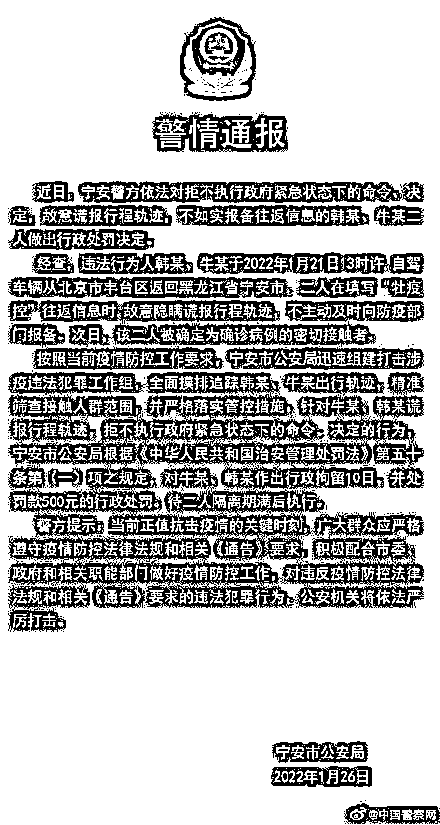 警情通报
近日，宁安警方依法对拒不执行政府紧急状态下的命令、决
定，故意谎报行程轨迹，不如实报备往返信息的韩某、牛某二
人做出行政处罚决定。
经查，违法行为人韩某、牛某于2022年1月21日13时许 自驾
车辆从北京市丰台区返回黑龙江省宁安市，二人在填写“牡疫
控”往返信息时 故意隐瞒谎报行程轨迹，不主动及时向防疫部
门报备。次日，该二人被确定为确诊病例的密切接触者。
按照当前疫情防控工作要求，宁安市公安局迅速组建打击涉
疫违法犯罪工作组，全面摸排追踪韩某、牛某出行轨迹，精准
筛查接触人群范围，并严格落实管控措施。针对牛某、韩某谎
报行程轨迹，拒不执行政府紧急状态下的命令、决定的行为，
宁安市公安局根据《中华人民共和国治安管理处罚法》第五十
条第（一）项之规定，对牛某、韩某作出行政拘留10日，并处
罚款500元的行政处罚，待二人隔离期满后执行。
警方提示：当前正值抗击疫情的关键时刻，广大群众应严格
遵守疫情防控法律法规和相关《通告》要求，积极配合市委、
政府和相关职能部门做好疫情防控工作，对违反疫情防控法律
法规和相关《通告》要求的违法犯罪行为，公安机关将依法严
厉打击。
宁安市公安局
2022年1月26日
@中国警察网